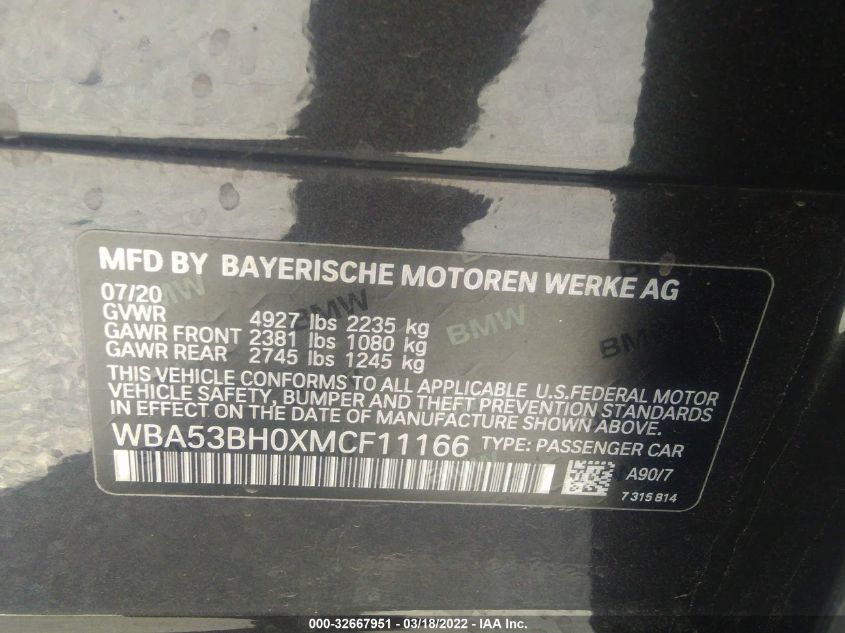 MFD BY BAYERISCHE MOTOREN WERKE AG
07/20
GVWR 4927 lbs 2235 kg
GAWR FRONT 2381 lbs 1080 kg
GAWR REAR 2745 lbs 1245 kg
THIS VEHICLE CONFORMS TO ALL APPLICABLE U.S.FEDERAL MOTOR
VEHICLE SAFETY, BUMPER AND THEFT PREVENTION STANDARDS
IN EFFECT ON THE DATE OF MANUFACTURE SHOWN ABOVE.
WBA53BH0XMCF11166 TYPE: PASSENGER CAR
A90/7
7 315 814
BMW
BMW
BMW
000-32667951 - 03/18/2022 - IAA Inc.